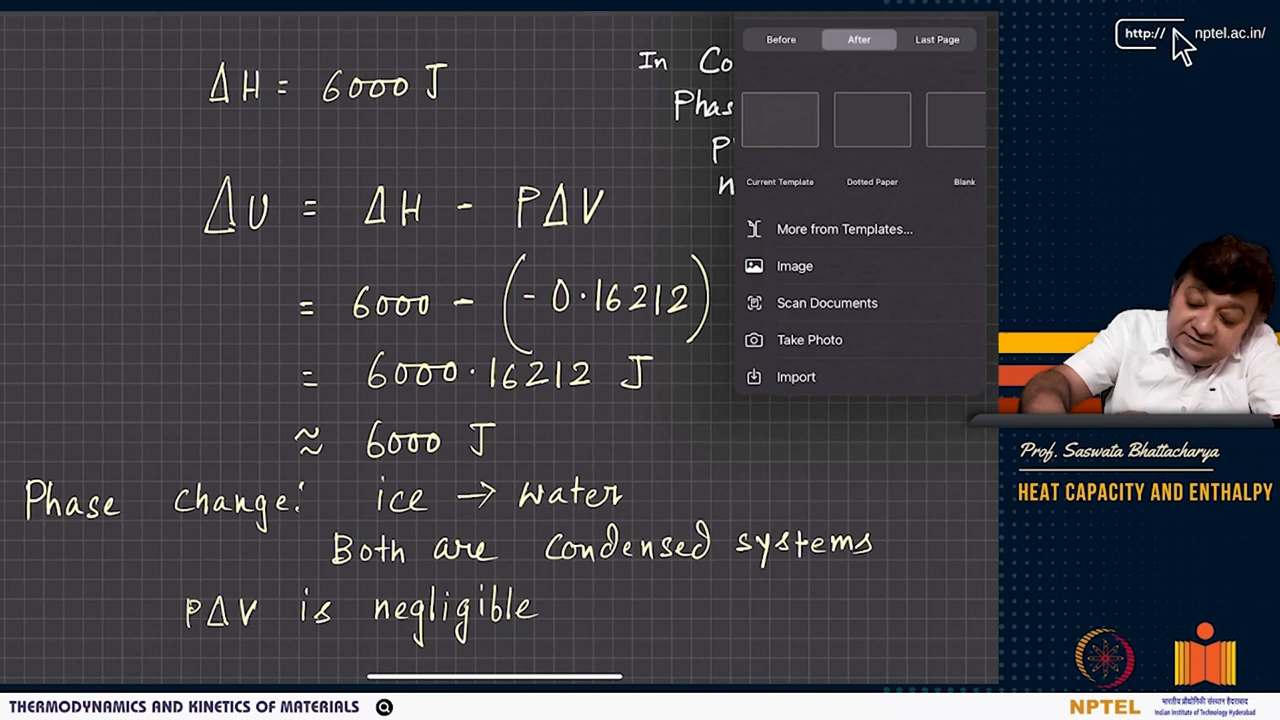 http:// nptel.ac.in/
ΔH = 6000 J
In Co
Phas
P
ΔU = ΔH - PΔV
= 6000 - (-0.16212)
= 6000.16212 J
≈ 6000 J
Phase change: ice → water
Both are condensed systems
PΔV is negligible
Before After Last Page
Current Template Dotted Paper Blank
More from Templates...
Image
Scan Documents
Take Photo
Import
Prof. Saswata Bhattacharya
HEAT CAPACITY AND ENTHALPY
NPTEL
भारतीय प्रौद्योगिकी संस्थान हैदराबाद
Indian Institute of Technology Hyderabad
THERMODYNAMICS AND KINETICS OF MATERIALS